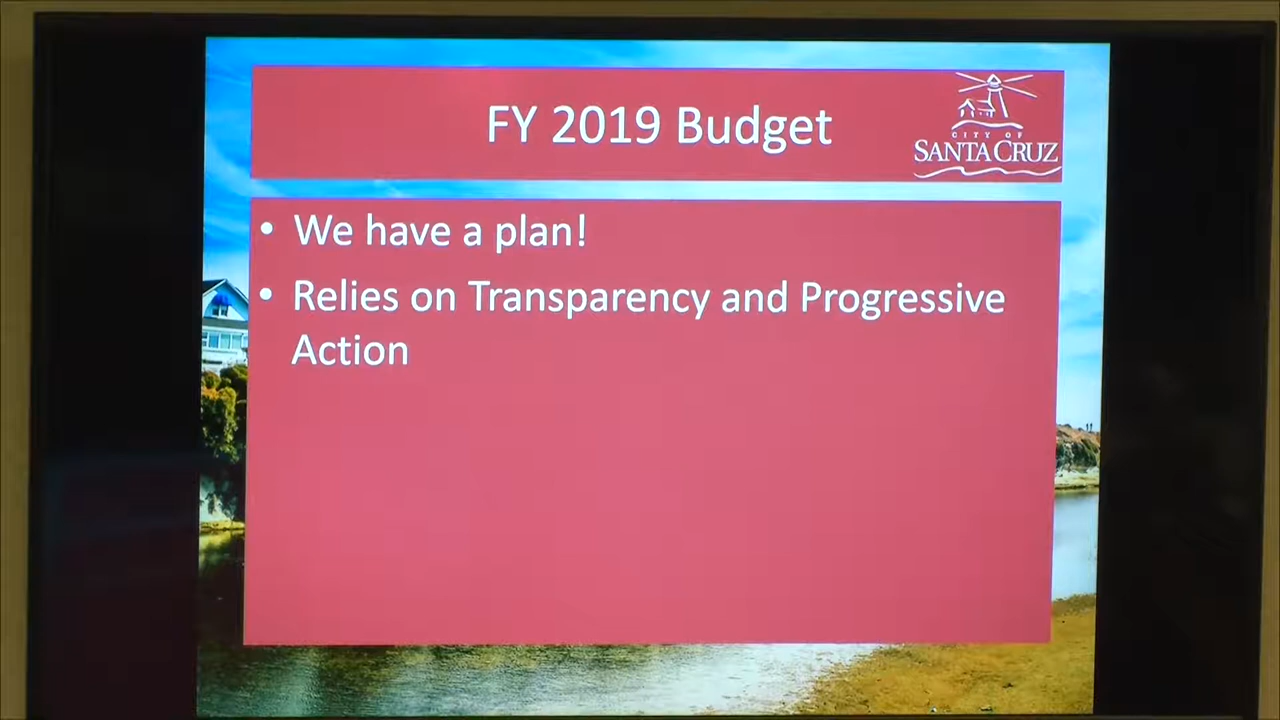 FY 2019 Budget
CITY OF
SANTA CRUZ
• We have a plan!
• Relies on Transparency and Progressive
Action